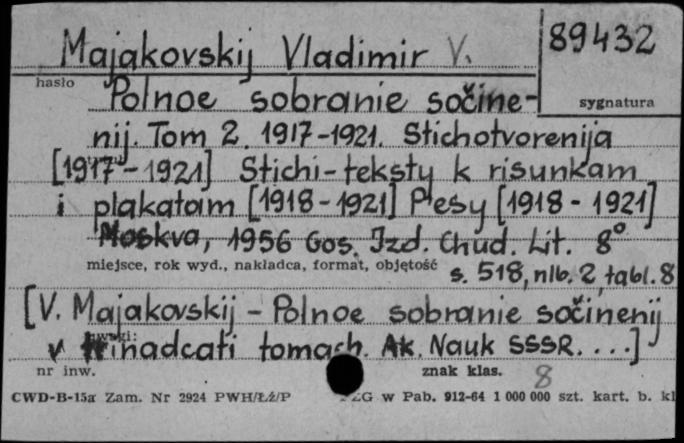 Majakovskij Vladimir V.
89432
hasło
sygnatura
Polnoe sobranie sočine-
nij. Tom 2. 1917-1921. Stichotvorenija
[1917-1921] Stichi-teksty k risunkam
i plakatam [1918-1921] P'esy [1918-1921]
Moskva, 1956 Gos. Izd. Chud. Lit. 8°
miejsce, rok wyd., nakładca, format, objętość
s. 518, nlb. 2, tabl. 8
[V. Majakovskij - Polnoe sobranie sočinenij
uwagi:
v trinadcati tomach. Ak. Nauk SSSR. ....]
nr inw.
znak klas. 8
CWD-B-15a Zam. Nr 2924 PWH/Łź/P
w Pab. 912-64 1 000 000 szt. kart. b. kl